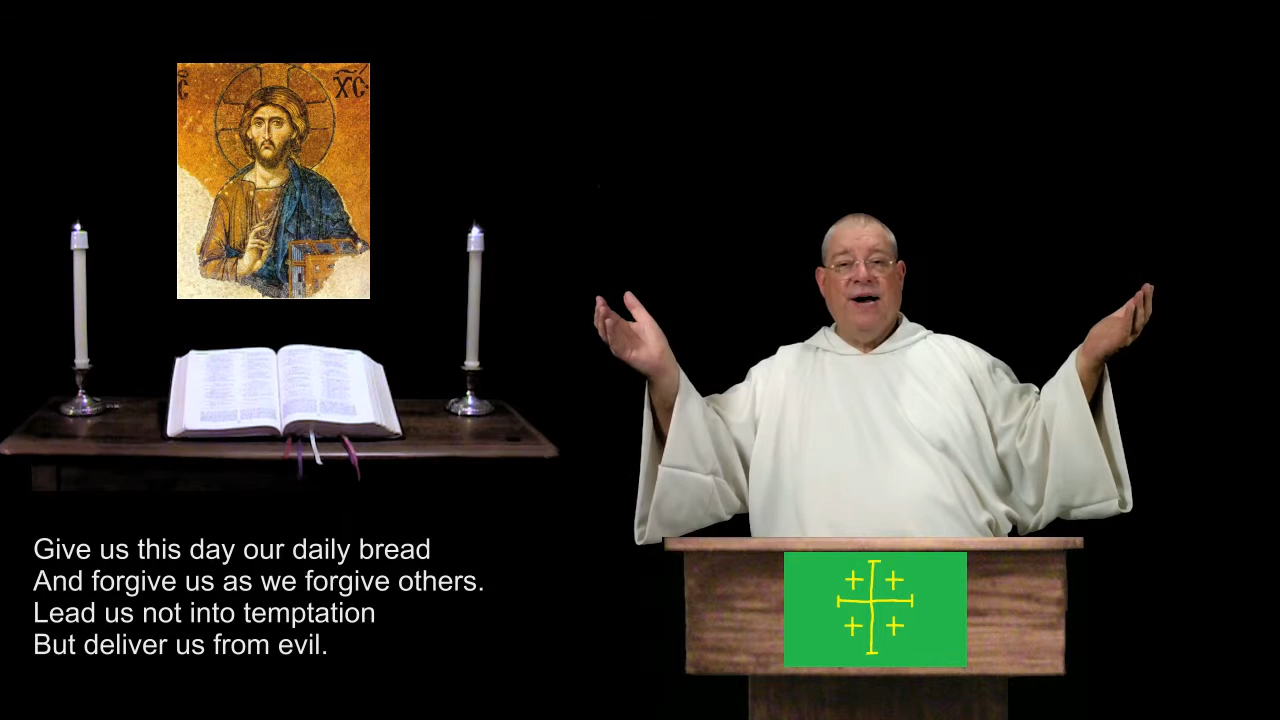 C
XC
Give us this day our daily bread
And forgive us as we forgive others.
Lead us not into temptation
But deliver us from evil.